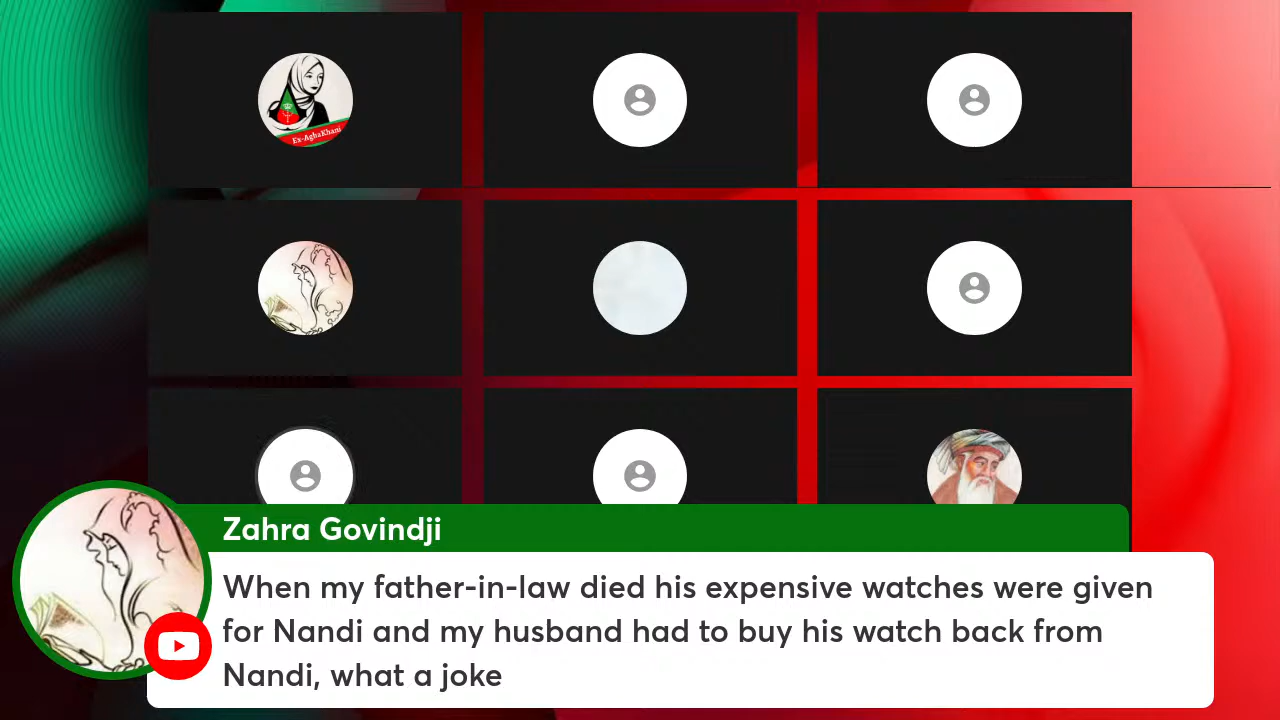 Ex-AghaKhani
Zahra Govindji
When my father-in-law died his expensive watches were given
for Nandi and my husband had to buy his watch back from
Nandi, what a joke